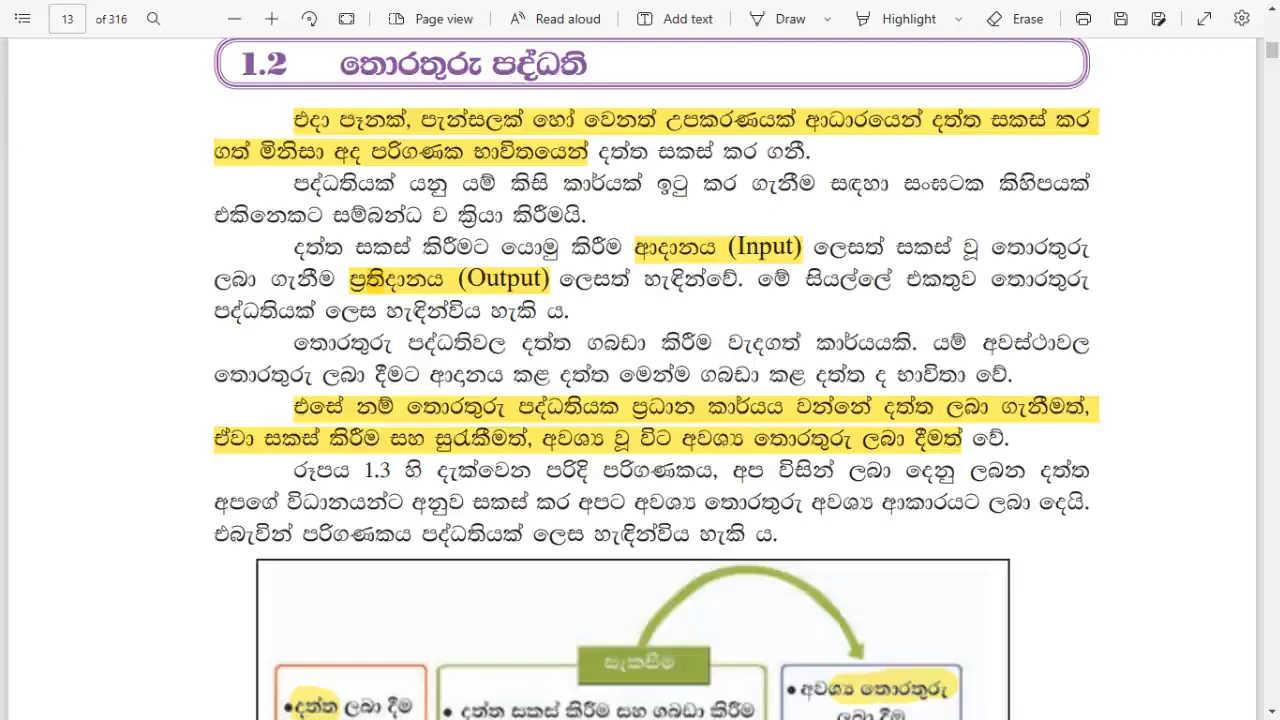 13 of 316 Page view Read aloud Add text Draw Highlight Erase
1.2 තොරතුරු පද්ධති
එදා පෑනක්, පැන්සලක් හෝ වෙනත් උපකරණයක් ආධාරයෙන් දත්ත සකස් කර
ගත් මිනිසා අද පරිගණක භාවිතයෙන් දත්ත සකස් කර ගනී.
පද්ධතියක් යනු යම් කිසි කාර්යක් ඉටු කර ගැනීම සඳහා සංඝටක කිහිපයක්
එකිනෙකට සම්බන්ධ ව ක්‍රියා කිරීමයි.
දත්ත සකස් කිරීමට යොමු කිරීම ආදානය (Input) ලෙසත් සකස් වූ තොරතුරු
ලබා ගැනීම ප්‍රතිදානය (Output) ලෙසත් හැඳින්වේ. මේ සියල්ලේ එකතුව තොරතුරු
පද්ධතියක් ලෙස හැඳින්විය හැකි ය.
තොරතුරු පද්ධතිවල දත්ත ගබඩා කිරීම වැදගත් කාර්යයකි. යම් අවස්ථාවල
තොරතුරු ලබා දීමට ආදානය කළ දත්ත මෙන්ම ගබඩා කළ දත්ත ද භාවිතා වේ.
එසේ නම් තොරතුරු පද්ධතියක ප්‍රධාන කාර්යය වන්නේ දත්ත ලබා ගැනීමත්,
ඒවා සකස් කිරීම සහ සුරැකීමත්, අවශ්‍ය වූ විට අවශ්‍ය තොරතුරු ලබා දීමත් වේ.
රූපය 1.3 හි දැක්වෙන පරිදි පරිගණකය, අප විසින් ලබා දෙනු ලබන දත්ත
අපගේ විධානයන්ට අනුව සකස් කර අපට අවශ්‍ය තොරතුරු අවශ්‍ය ආකාරයට ලබා දෙයි.
එබැවින් පරිගණකය පද්ධතියක් ලෙස හැඳින්විය හැකි ය.
සැකසීම
• දත්ත ලබා දීම
• දත්ත සකස් කිරීම සහ ගබඩා කිරීම
• අවශ්‍ය තොරතුරු
ලබා දීම